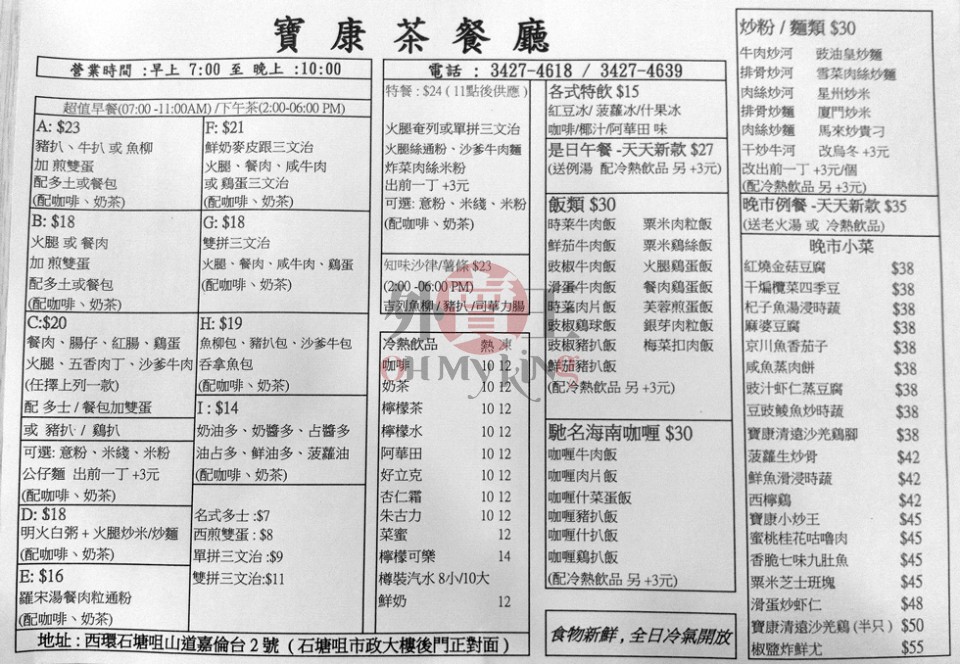 寶康茶餐廳
營業時間 :早上 7:00 至 晚上 :10:00
電話 : 3427-4618 / 3427-4639
超值早餐(07:00 -11:00AM) /下午茶(2:00-06:00 PM)
A: $23
豬扒、牛扒 或 魚柳
加 煎雙蛋
配多士或餐包
(配咖啡、奶茶)
B: $18
火腿 或 餐肉
加 煎雙蛋
配多士或餐包
(配咖啡、奶茶)
C:$20
餐肉、腸仔、紅腸、鷄蛋
火腿、五香肉丁、沙爹牛肉
(任擇上列一款)
配 多士 / 餐包加雙蛋
或 豬扒 / 鷄扒
可選: 意粉、米綫、米粉
公仔麵 出前一丁 +3元
(配咖啡、奶茶)
D: $18
明火白粥 + 火腿炒米/炒麵
(配咖啡、奶茶)
E: $16
羅宋湯餐肉粒通粉
(配咖啡、奶茶)
F: $21
鮮奶麥皮跟三文治
火腿、餐肉、咸牛肉
或 鷄蛋三文治
(配咖啡、奶茶)
G: $18
雙拼三文治
火腿、餐肉、咸牛肉、鷄蛋
(配咖啡、奶茶)
H: $19
魚柳包、豬扒包、沙爹牛包
吞拿魚包
(配咖啡、奶茶)
I : $14
奶油多、奶醬多、占醬多
油占多、鮮油多、菠蘿油
(配咖啡、奶茶)
名式多士 :$7
西煎雙蛋 : $8
單拼三文治 :$9
雙拼三文治:$11
特餐 : $24 ( 11點後供應 )
火腿奄列或單拼三文治
火腿絲通粉、沙爹牛肉麵
炸菜肉絲米粉
出前一丁 +3元
可選: 意粉、米綫、米粉
(配咖啡、奶茶)
知味沙律/薯條 $23
(2:00 -06:00 PM)
吉列魚柳 / 豬扒 / 司華力腸
冷熱飲品 熱 凍
咖啡 10 12
奶茶 10 12
檸檬茶 10 12
檸檬水 10 12
阿華田 10 12
好立克 10 12
杏仁霜 10 12
朱古力 10 12
菜蜜 12
檸檬可樂 14
樽裝汽水 8小/10大
鮮奶 12
各式特飲 $15
紅豆冰/ 菠蘿冰/什果冰
咖啡/椰汁/阿華田 味
是日午餐 -天天新款 $27
(送例湯 配冷熱飲品 另 +3元)
飯類 $30
時菜牛肉飯 粟米肉粒飯
鮮茄牛肉飯 粟米鷄絲飯
豉椒牛肉飯 火腿鷄蛋飯
滑蛋牛肉飯 餐肉鷄蛋飯
時菜肉片飯 芙蓉煎蛋飯
豉椒鷄球飯 銀芽肉粒飯
豉椒豬扒飯 梅菜扣肉飯
鮮茄豬扒飯
(配冷熱飲品 另 +3元)
馳名海南咖喱 $30
咖喱牛肉飯
咖喱肉片飯
咖喱什菜蛋飯
咖喱豬扒飯
咖喱什扒飯
咖喱鷄扒飯
(配冷熱飲品 另 +3元)
食物新鮮 , 全日冷氣開放
炒粉 / 麵類 $30
牛肉炒河 豉油皇炒麵
排骨炒河 雪菜肉絲炒麵
肉絲炒河 星州炒米
排骨炒麵 廈門炒米
肉絲炒麵 馬來炒貴刁
干炒牛河 改烏冬 +3元
改出前一丁 +3元/個
(配冷熱飲品 另 +3元)
晚市例餐 -天天新款 $35
(送老火湯 或 冷熱飲品)
晚市小菜
紅燒金菇豆腐 $38
干煸欖菜四季豆 $38
杞子魚湯浸時蔬 $38
麻婆豆腐 $38
京川魚香茄子 $38
咸魚蒸肉餅 $38
豉汁蝦仁蒸豆腐 $38
豆豉鯪魚炒時蔬 $38
寶康清遠沙羌鷄腳 $38
菠蘿生炒骨 $42
鮮魚滑浸時蔬 $42
西檸鷄 $42
寶康小炒王 $45
蜜桃桂花咕嚕肉 $45
香脆七味九肚魚 $45
粟米芝士班塊 $45
滑蛋炒蝦仁 $48
寶康清遠沙羌鷄 (半只 ) $50
椒鹽炸鮮尤 $55
地址 : 西環石塘咀山道嘉倫台 2 號 （石塘咀市政大樓後門正對面）
OH MY KING